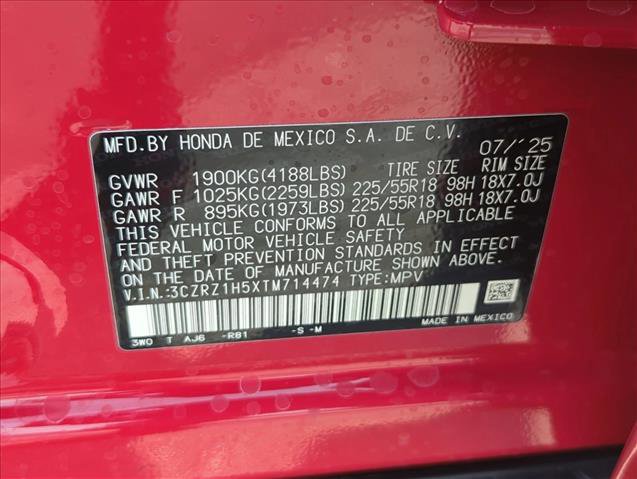 MFD.BY HONDA DE MEXICO S.A. DE C.V. 07/'25
GVWR 1900KG(4188LBS) TIRE SIZE RIM SIZE
GAWR F 1025KG(2259LBS) 225/55R18 98H 18X7.0J
GAWR R 895KG(1973LBS) 225/55R18 98H 18X7.0J
THIS VEHICLE CONFORMS TO ALL APPLICABLE
FEDERAL MOTOR VEHICLE SAFETY
AND THEFT PREVENTION STANDARDS IN EFFECT
ON THE DATE OF MANUFACTURE SHOWN ABOVE.
V.I.N.:3CZRZ1H5XTM714474 TYPE:MPV
3W0 T AJ6 -R81 -S -M MADE IN MEXICO